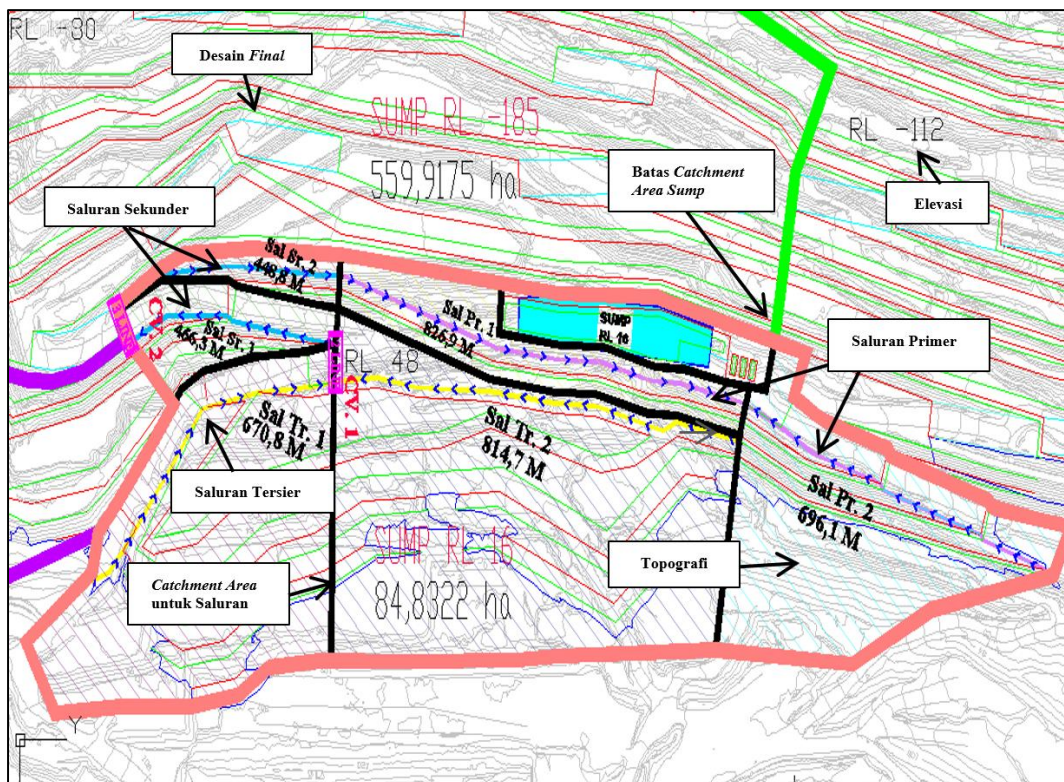 RL -80
Desain Final
SUMP RL -185
559,9175 ha
RL -112
Batas Catchment
Area Sump
Elevasi
Saluran Sekunder
Sal Sr. 2
448,8 M
Sal Sr. 1
466,3 M
CV. 2
Sal Pr. 1
826,9 M
SUMP
RL 16
RL 48
CV. 1
Saluran Primer
Sal Tr. 1
670,8 M
Sal Tr. 2
814,7 M
Sal Pr. 2
696,1 M
Saluran Tersier
SUMP RL 16
84,8322 ha
Topografi
Catchment Area
untuk Saluran
Y